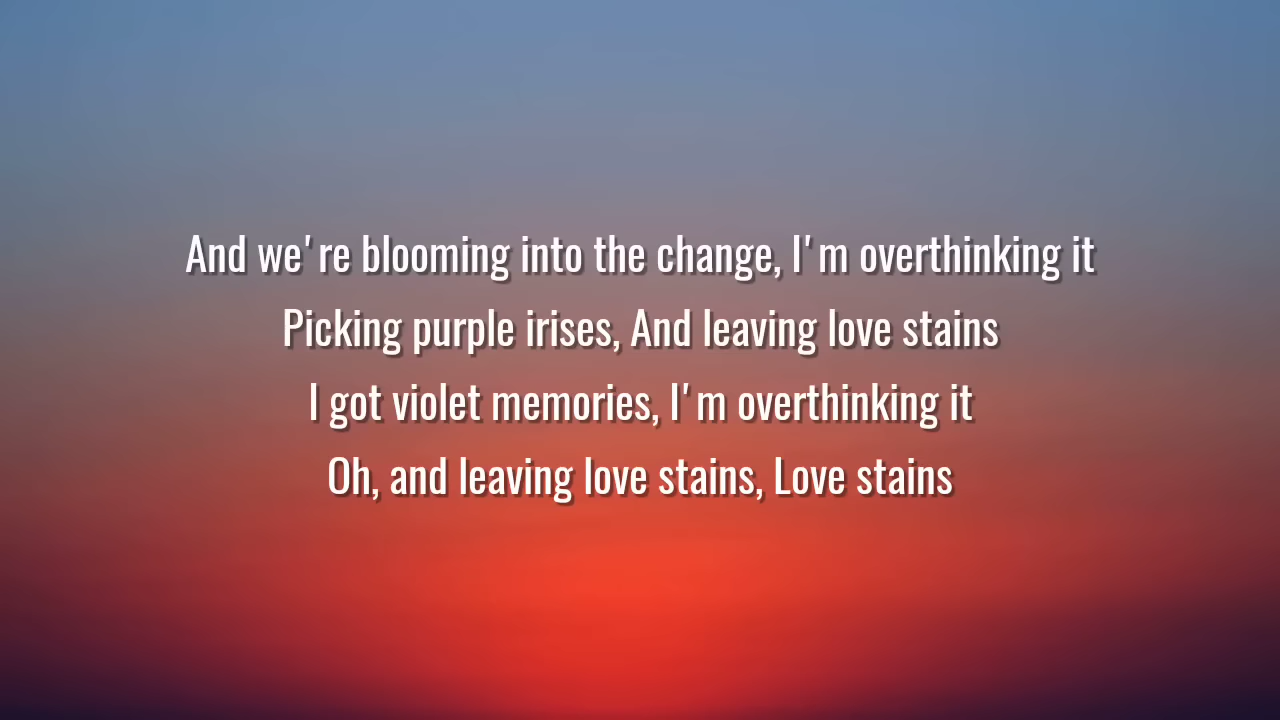 And we're blooming into the change, I'm overthinking it
Picking purple irises, And leaving love stains
I got violet memories, I'm overthinking it
Oh, and leaving love stains, Love stains